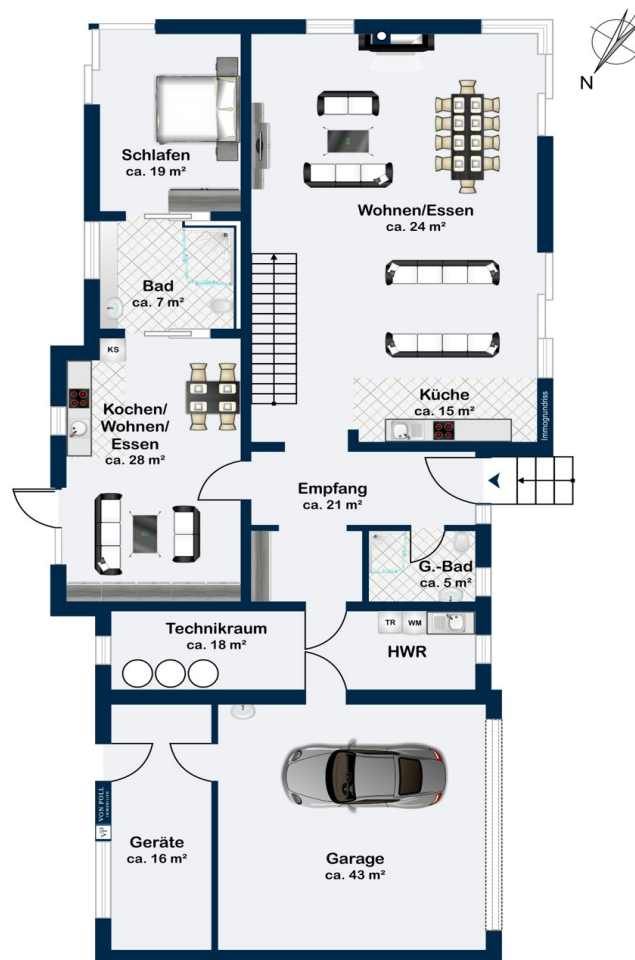 N
Schlafen
ca. 19 m²
Wohnen/Essen
ca. 24 m²
Bad
ca. 7 m²
KS
Kochen/
Wohnen/
Essen
ca. 28 m²
Küche
ca. 15 m²
Immogrundriss
Empfang
ca. 21 m²
G.-Bad
ca. 5 m²
Technikraum
ca. 18 m²
TR
WM
HWR
VON POLL
IMMOBILIEN
VP
Geräte
ca. 16 m²
Garage
ca. 43 m²